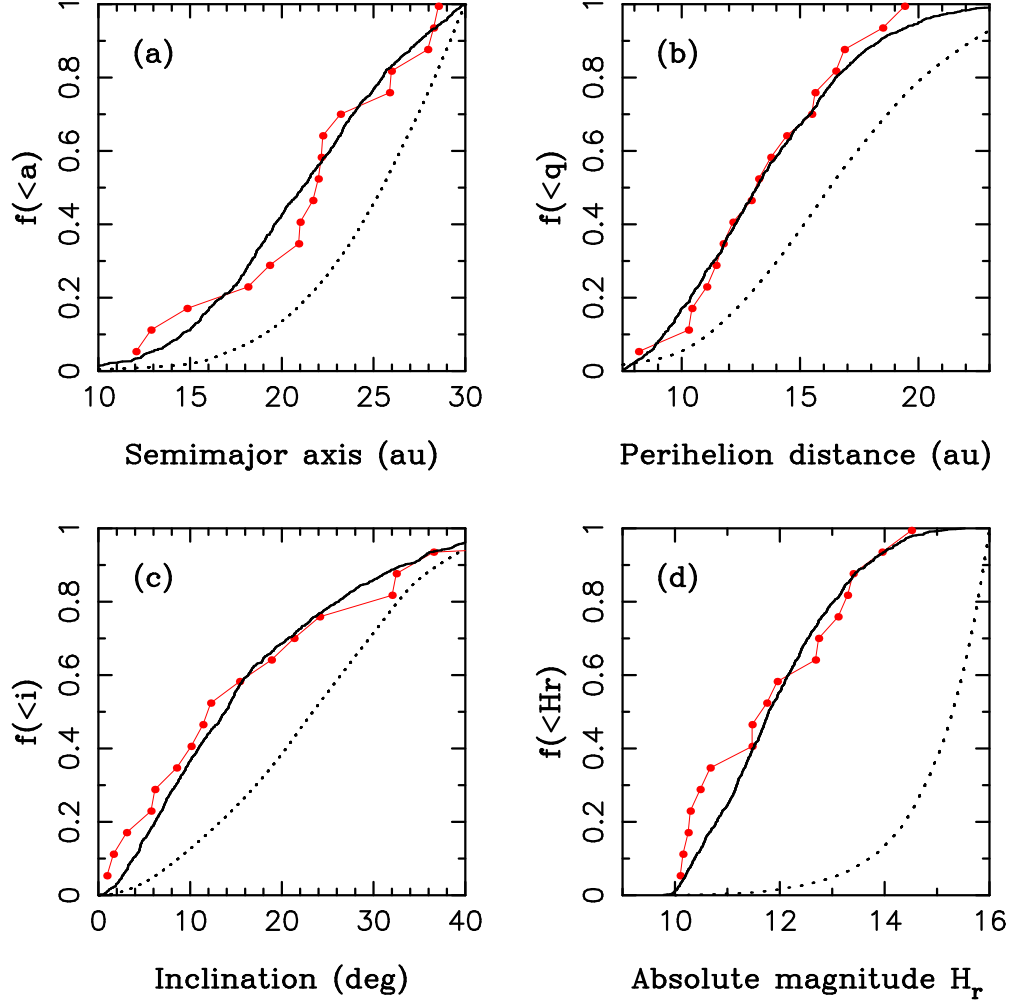 (a)
f(<a)
0 0.2 0.4 0.6 0.8 1
10 20 30
Semimajor axis (au)
(b)
f(<q)
0 0.2 0.4 0.6 0.8 1
10 15 20
Perihelion distance (au)
(c)
f(<i)
0 0.2 0.4 0.6 0.8 1
0 10 20 30 40
Inclination (deg)
(d)
f(<Hr)
0 0.2 0.4 0.6 0.8 1
10 12 14 16
Absolute magnitude H_r